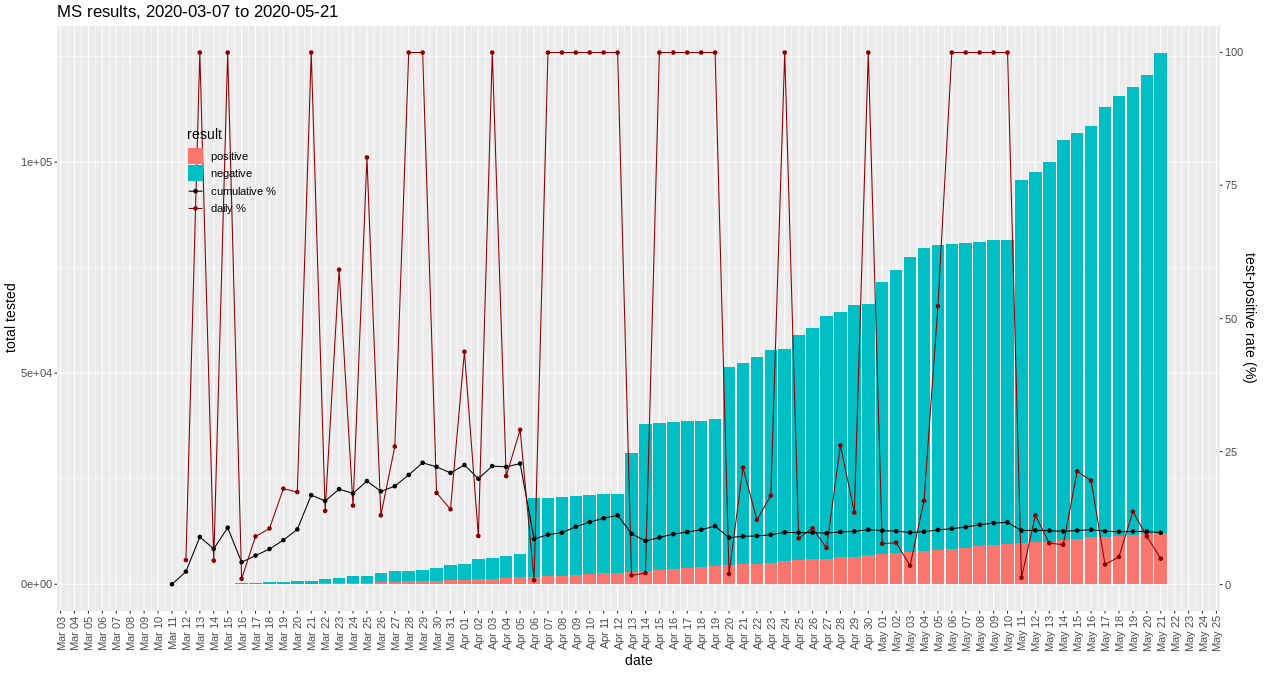 MS results, 2020-03-07 to 2020-05-21
result
positive
negative
cumulative %
daily %
total tested
1e+05
5e+04
0e+00
100
75
50
25
0
test-positive rate (%)
Mar 03
Mar 04
Mar 05
Mar 06
Mar 07
Mar 08
Mar 09
Mar 10
Mar 11
Mar 12
Mar 13
Mar 14
Mar 15
Mar 16
Mar 17
Mar 18
Mar 19
Mar 20
Mar 21
Mar 22
Mar 23
Mar 24
Mar 25
Mar 26
Mar 27
Mar 28
Mar 29
Mar 30
Mar 31
Apr 01
Apr 02
Apr 03
Apr 04
Apr 05
Apr 06
Apr 07
Apr 08
Apr 09
Apr 10
Apr 11
Apr 12
Apr 13
Apr 14
Apr 15
Apr 16
Apr 17
Apr 18
Apr 19
Apr 20
Apr 21
Apr 22
Apr 23
Apr 24
Apr 25
Apr 26
Apr 27
Apr 28
Apr 29
Apr 30
May 01
May 02
May 03
May 04
May 05
May 06
May 07
May 08
May 09
May 10
May 11
May 12
May 13
May 14
May 15
May 16
May 17
May 18
May 19
May 20
May 21
May 22
May 23
May 24
May 25
date